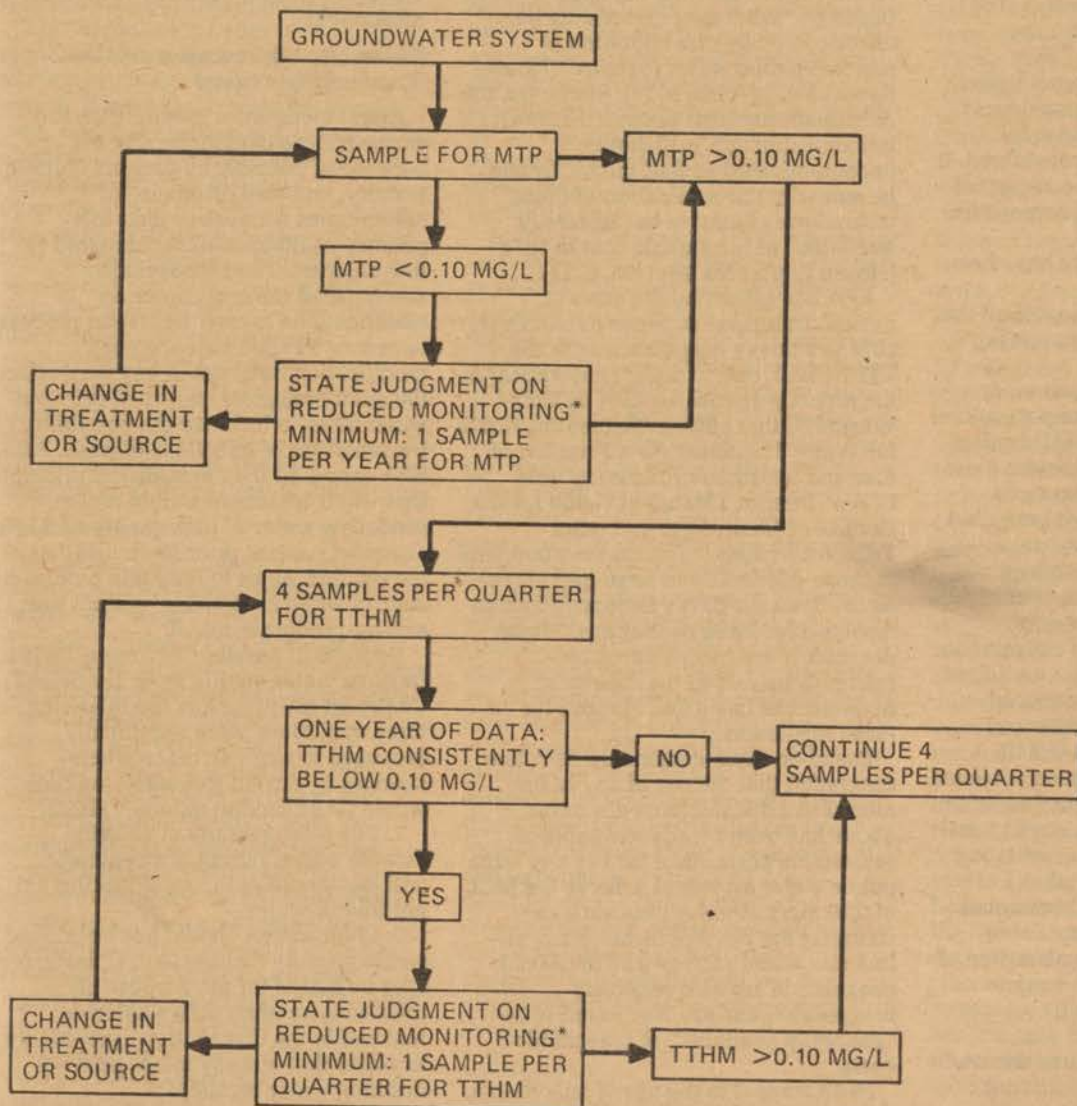 GROUNDWATER SYSTEM
SAMPLE FOR MTP
MTP >0.10 MG/L
MTP <0.10 MG/L
CHANGE IN
TREATMENT
OR SOURCE
STATE JUDGMENT ON
REDUCED MONITORING*
MINIMUM: 1 SAMPLE
PER YEAR FOR MTP
4 SAMPLES PER QUARTER
FOR TTHM
ONE YEAR OF DATA:
TTHM CONSISTENTLY
BELOW 0.10 MG/L
NO
CONTINUE 4
SAMPLES PER QUARTER
YES
CHANGE IN
TREATMENT
OR SOURCE
STATE JUDGMENT ON
REDUCED MONITORING*
MINIMUM: 1 SAMPLE PER
QUARTER FOR TTHM
TTHM >0.10 MG/L